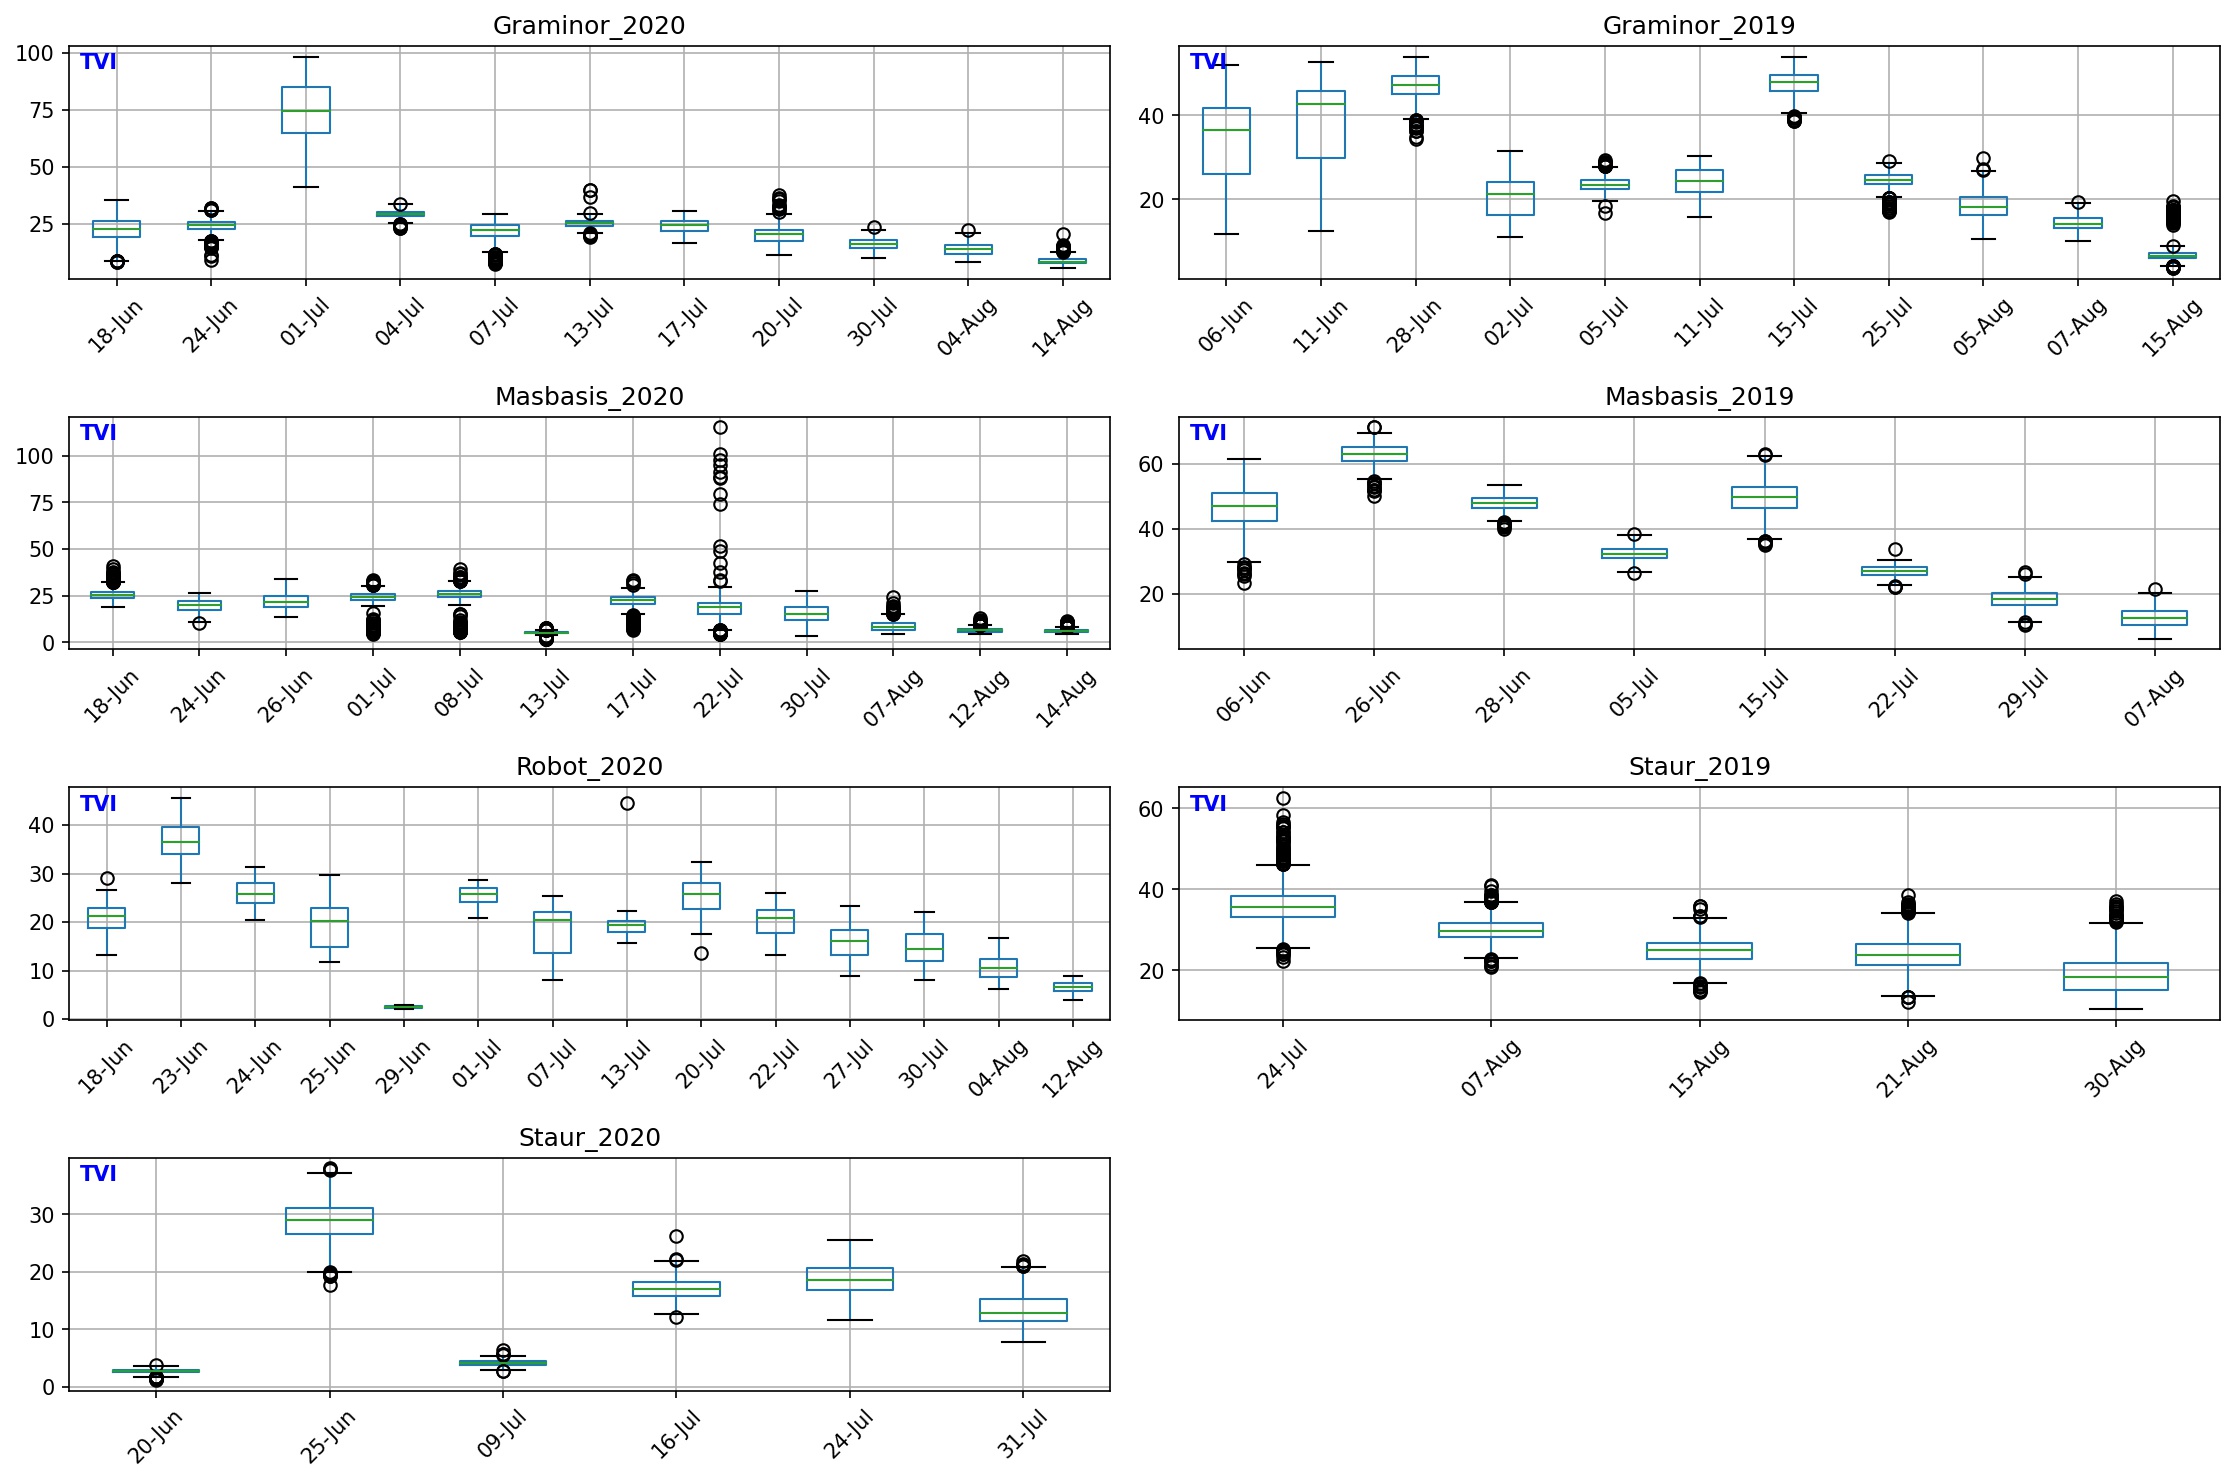 Graminor_2020
TVI
100
75
50
25
18-Jun 24-Jun 01-Jul 04-Jul 07-Jul 13-Jul 17-Jul 20-Jul 30-Jul 04-Aug 14-Aug
Graminor_2019
TVI
40
20
06-Jun 11-Jun 28-Jun 02-Jul 05-Jul 11-Jul 15-Jul 25-Jul 05-Aug 07-Aug 15-Aug
Masbasis_2020
TVI
100
75
50
25
0
18-Jun 24-Jun 26-Jun 01-Jul 08-Jul 13-Jul 17-Jul 22-Jul 30-Jul 07-Aug 12-Aug 14-Aug
Masbasis_2019
TVI
60
40
20
06-Jun 26-Jun 28-Jun 05-Jul 15-Jul 22-Jul 29-Jul 07-Aug
Robot_2020
TVI
40
30
20
10
0
18-Jun 23-Jun 24-Jun 25-Jun 29-Jun 01-Jul 07-Jul 13-Jul 20-Jul 22-Jul 27-Jul 30-Jul 04-Aug 12-Aug
Staur_2019
TVI
60
40
20
24-Jul 07-Aug 15-Aug 21-Aug 30-Aug
Staur_2020
TVI
30
20
10
0
20-Jun 25-Jun 09-Jul 16-Jul 24-Jul 31-Jul